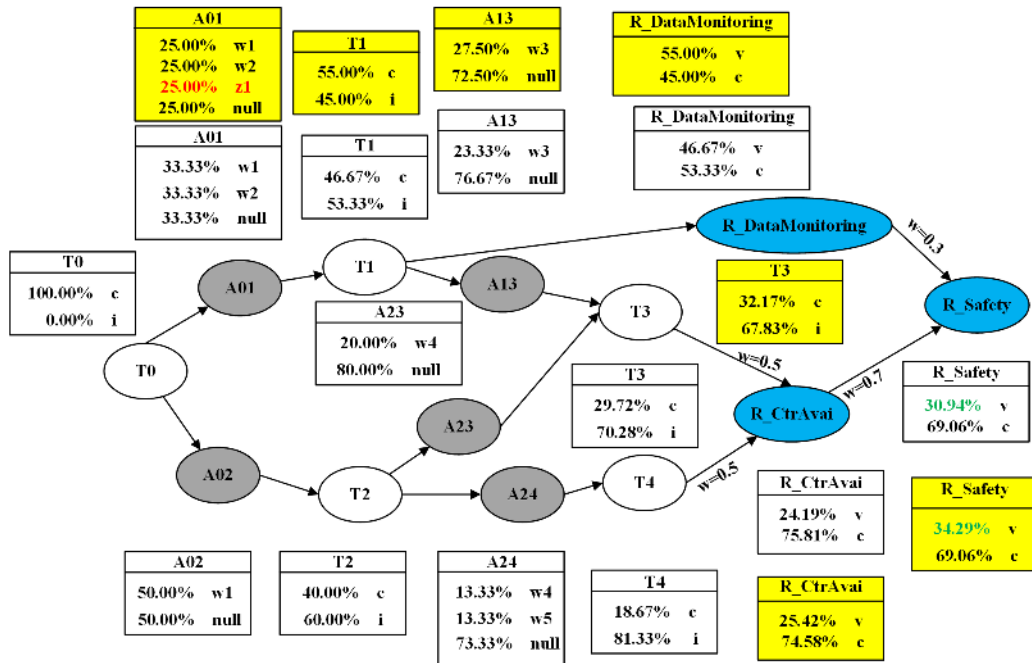 A01
25.00% w1
25.00% w2
25.00% z1
25.00% null
T1
55.00% c
45.00% i
A13
27.50% w3
72.50% null
R_DataMonitoring
55.00% v
45.00% c
A01
33.33% w1
33.33% w2
33.33% null
T1
46.67% c
53.33% i
A13
23.33% w3
76.67% null
R_DataMonitoring
46.67% v
53.33% c
T0
100.00% c
0.00% i
A01
T1
A13
R_DataMonitoring
w=0.3
R_Safety
T0
A23
20.00% w4
80.00% null
T3
T3
32.17% c
67.83% i
w=0.5
T3
29.72% c
70.28% i
R_CtrAvai
w=0.7
R_Safety
30.94% v
69.06% c
A23
A02
T2
A24
T4
w=0.5
R_CtrAvai
24.19% v
75.81% c
R_Safety
34.29% v
69.06% c
A02
50.00% w1
50.00% null
T2
40.00% c
60.00% i
A24
13.33% w4
13.33% w5
73.33% null
T4
18.67% c
81.33% i
R_CtrAvai
25.42% v
74.58% c